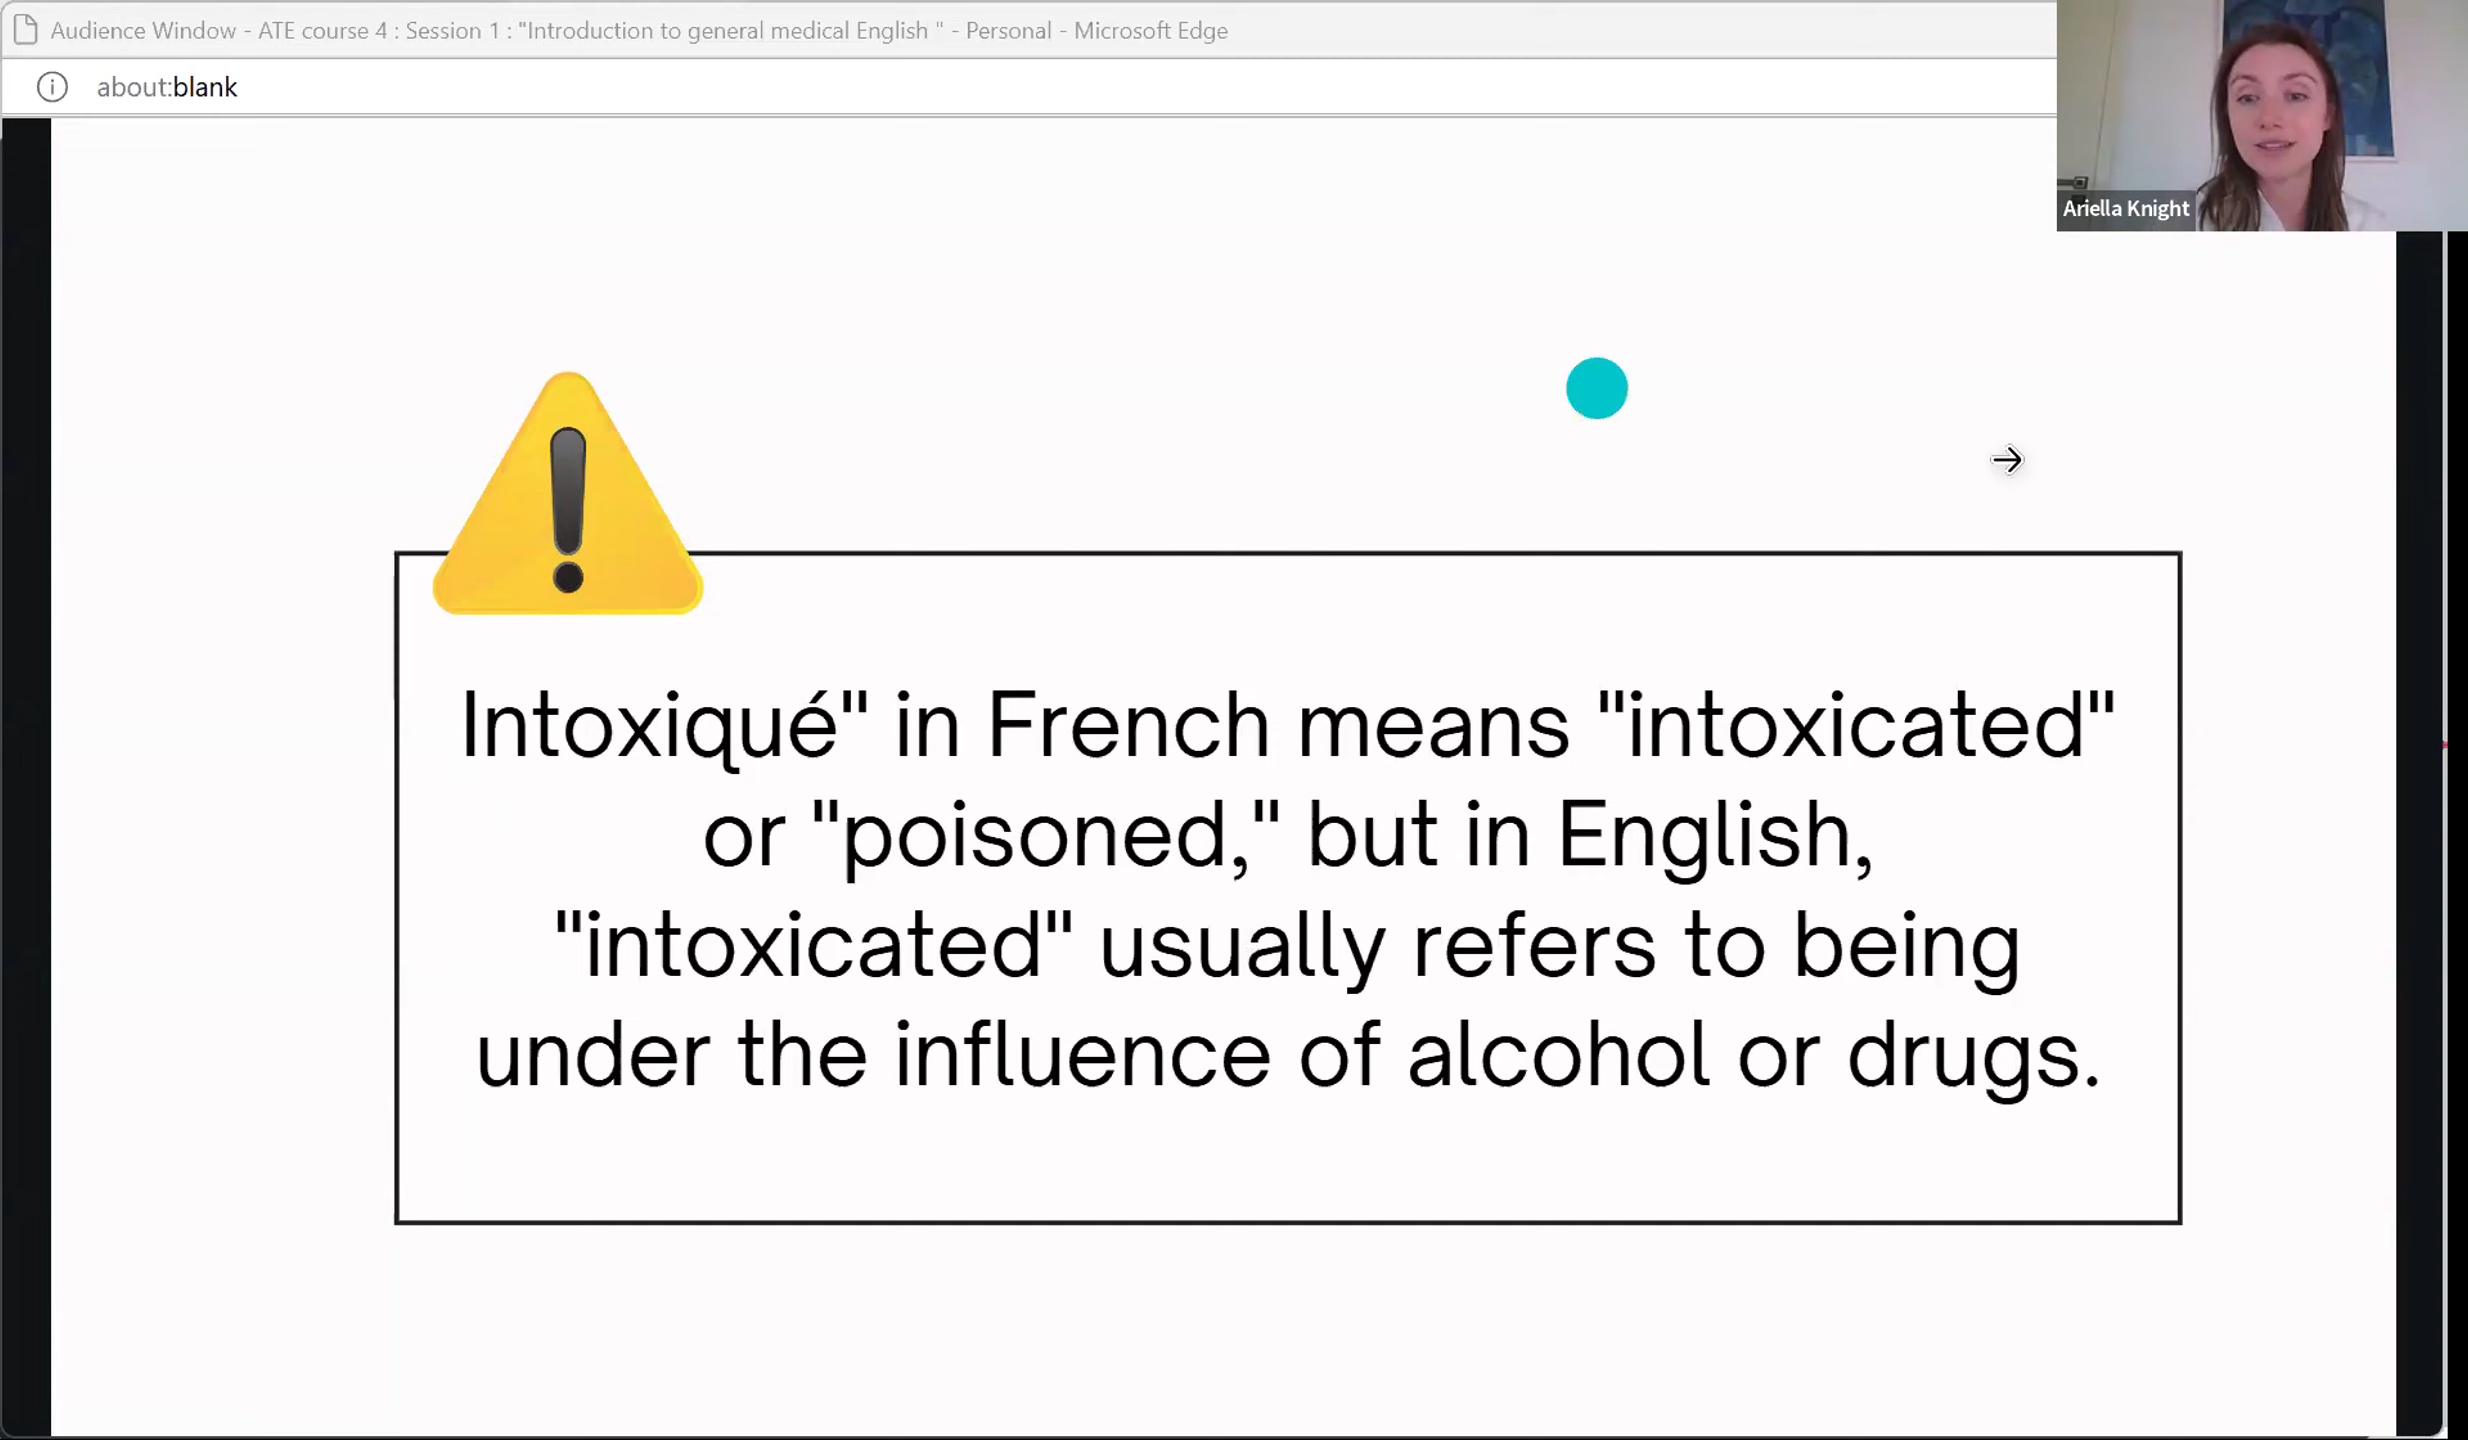 Audience Window - ATE course 4 : Session 1 : "Introduction to general medical English " - Personal - Microsoft Edge
about:blank
Ariella Knight
Intoxiqué" in French means "intoxicated"
or "poisoned," but in English,
"intoxicated" usually refers to being
under the influence of alcohol or drugs.